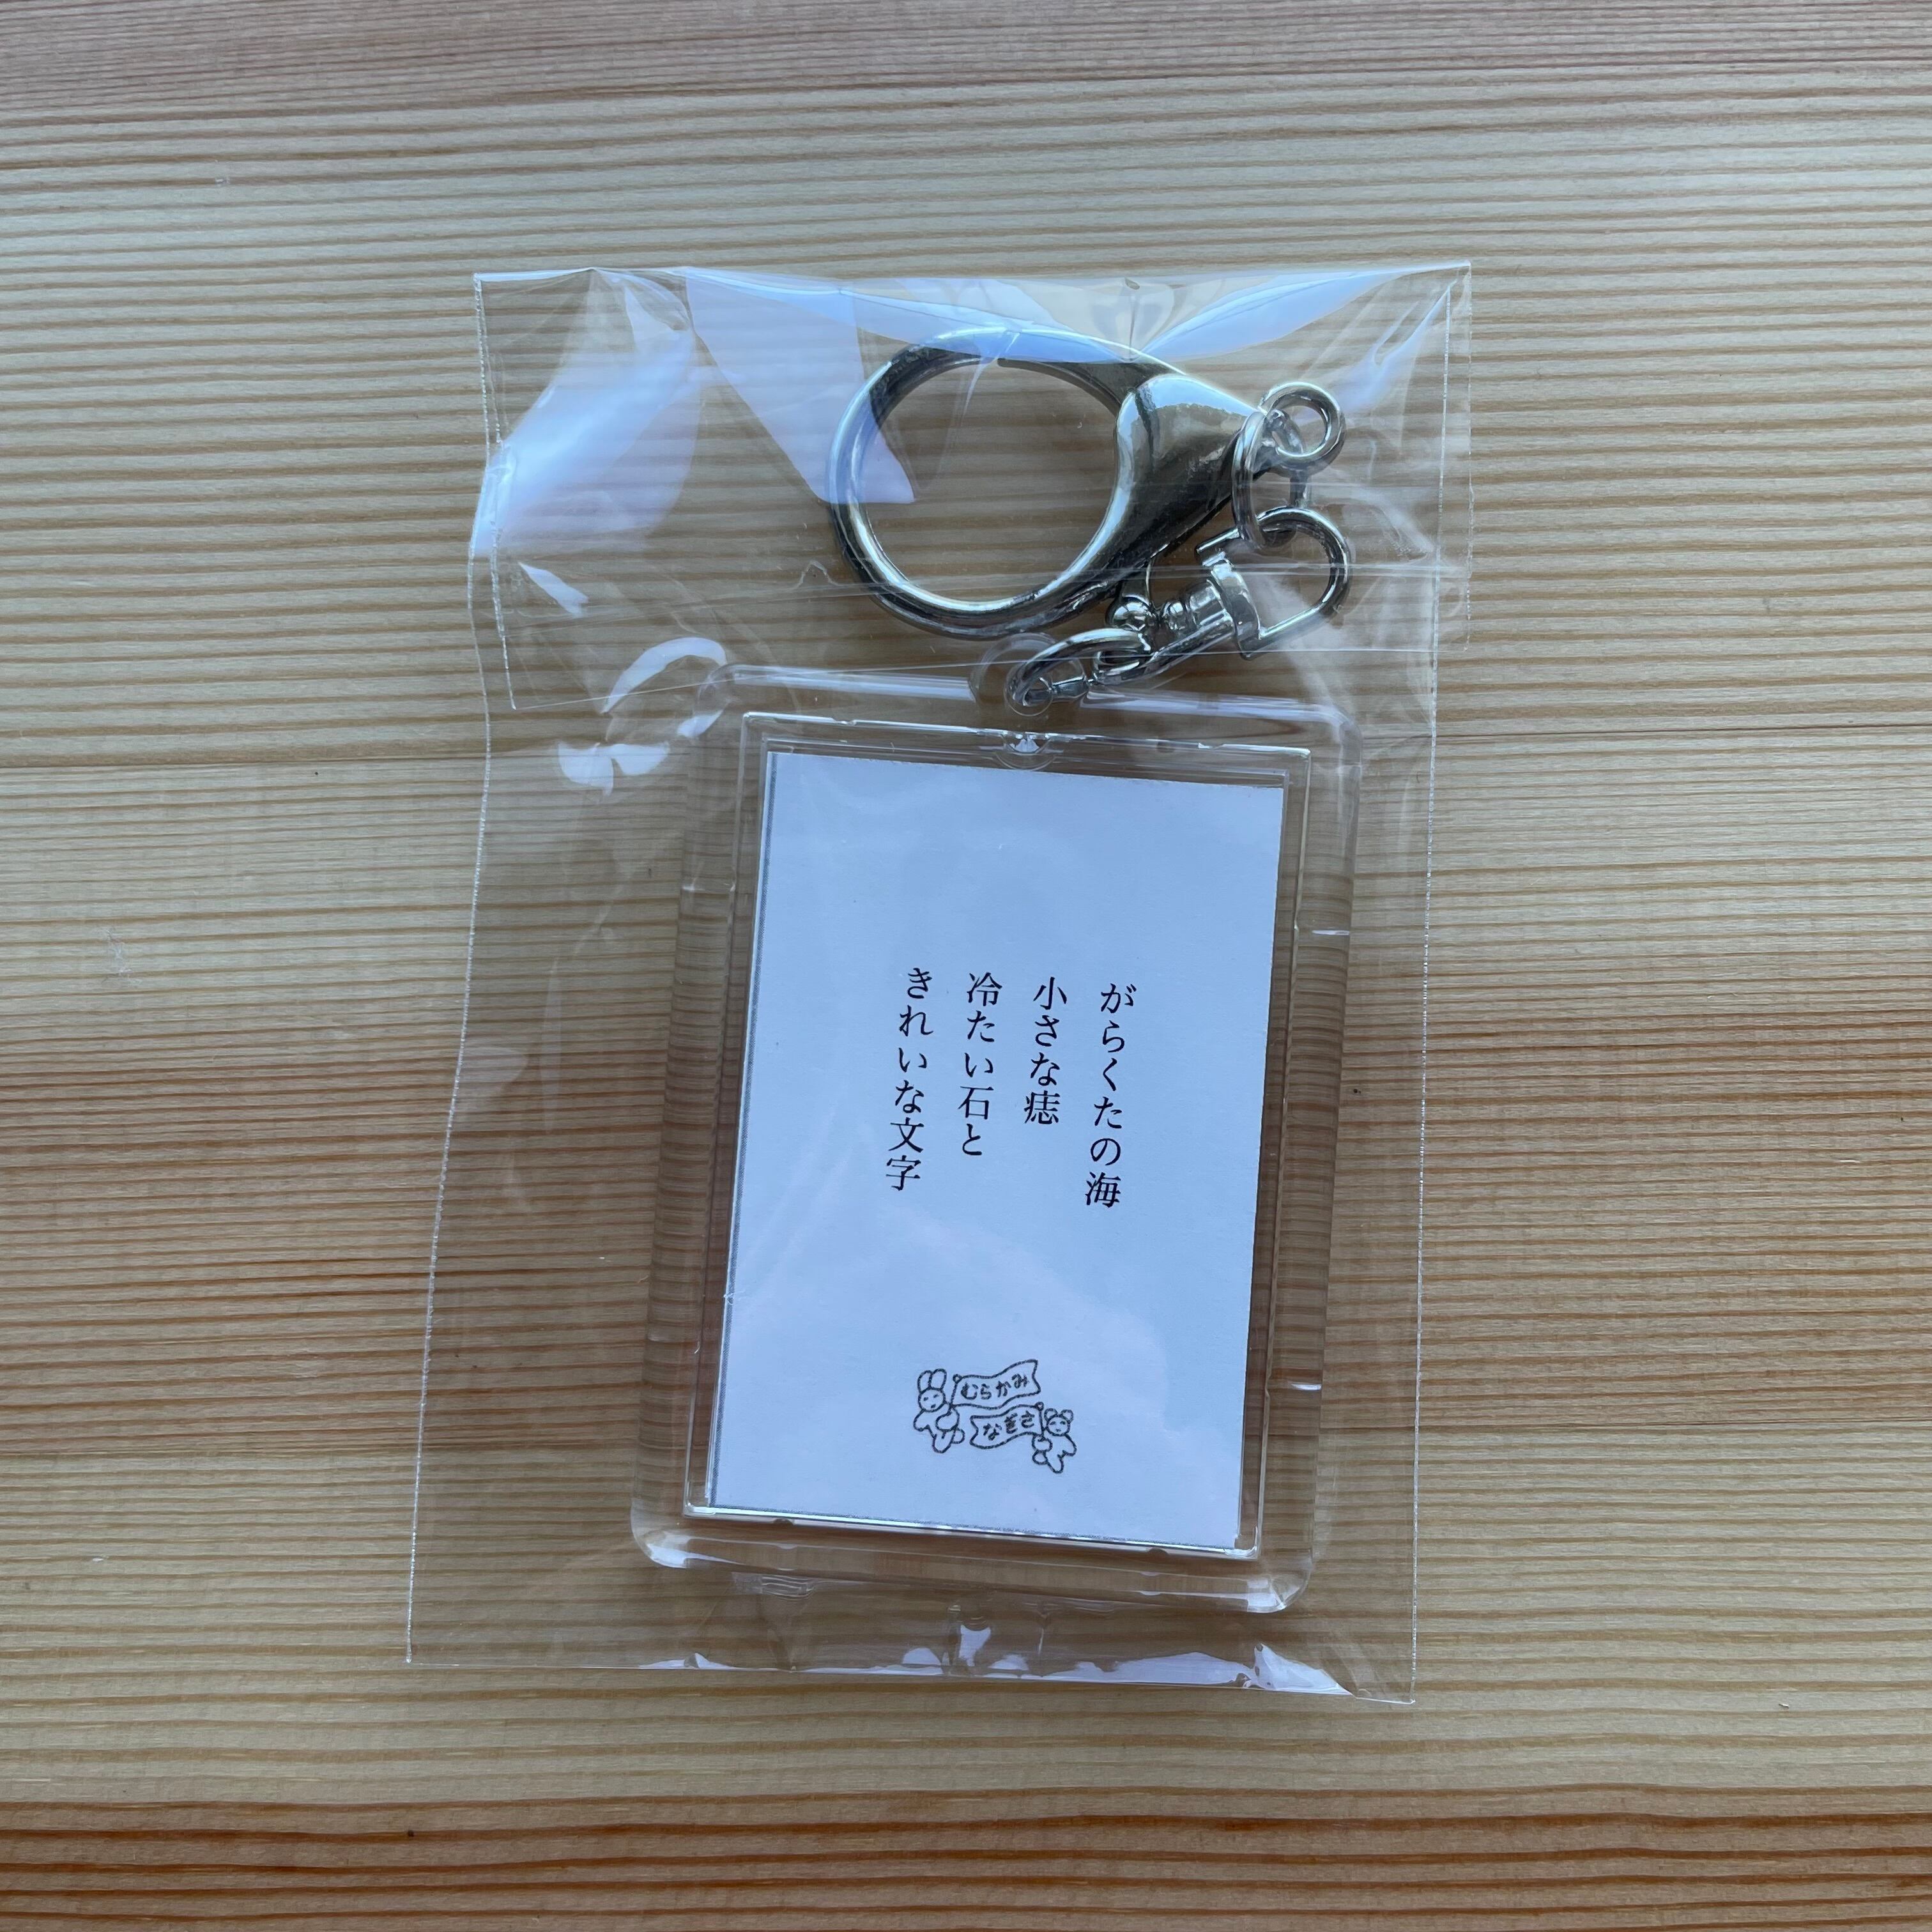 がらくたの海
小さな痣
冷たい石と
きれいな文字
むらかみ
なぎさ